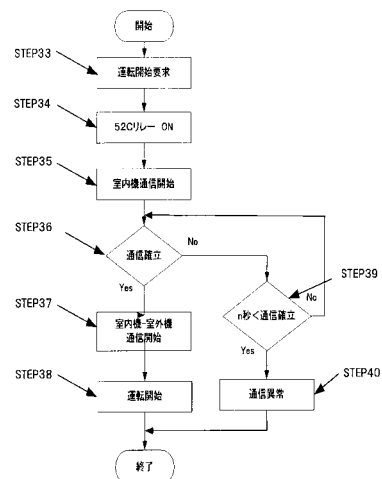 開始
STEP33
運転開始要求
STEP34
52Cリレー ON
STEP35
室内機通信開始
STEP36
通信確立
No
Yes
STEP39
n秒<通信確立
No
Yes
STEP37
室内機-室外機
通信開始
STEP38
運転開始
通信異常
STEP40
終了